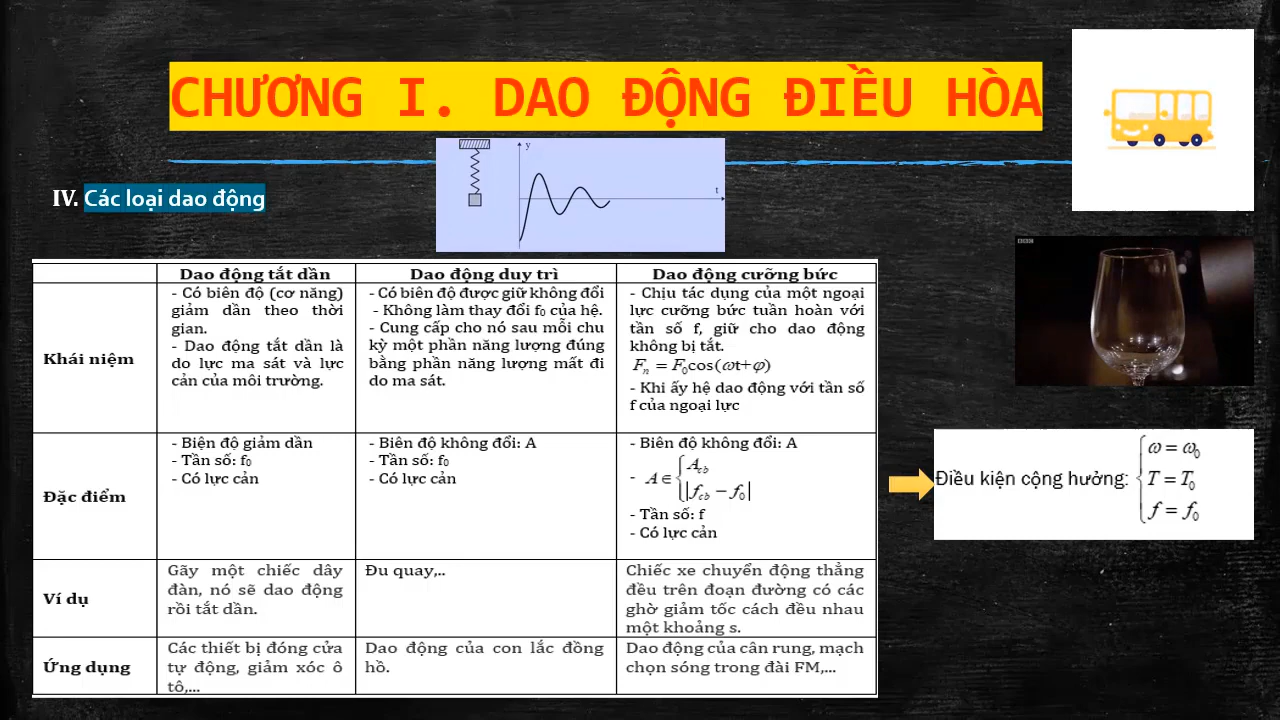 CHƯƠNG I. DAO ĐỘNG ĐIỀU HÒA
y
t
IV. Các loại dao động
BBC
Dao động tắt dần
Dao động duy trì
Dao động cưỡng bức
Khái niệm
- Có biên độ (cơ năng)
giảm dần theo thời
gian.
- Dao động tắt dần là
do lực ma sát và lực
cản của môi trường.
- Có biên độ được giữ không đổi
- Không làm thay đổi f₀ của hệ.
- Cung cấp cho nó sau mỗi chu
kỳ một phần năng lượng đúng
bằng phần năng lượng mất đi
do ma sát.
- Chịu tác dụng của một ngoại
lực cưỡng bức tuần hoàn với
tần số f, giữ cho dao động
không bị tắt.
Fₙ = F₀cos(ωt+φ)
- Khi ấy hệ dao động với tần số
f của ngoại lực
Đặc điểm
- Biện độ giảm dần
- Tần số: f₀
- Có lực cản
- Biên độ không đổi: A
- Tần số: f₀
- Có lực cản
- Biên độ không đổi: A
- A ∈ { A_cb
|f_cb − f₀|
- Tần số: f
- Có lực cản
Điều kiện cộng hưởng: { ω = ω₀
T = T₀
f = f₀
Ví dụ
Gãy một chiếc dây
đàn, nó sẽ dao động
rồi tắt dần.
Đu quay,..
Chiếc xe chuyển động thẳng
đều trên đoạn đường có các
ghờ giảm tốc cách đều nhau
một khoảng s.
Ứng dụng
Các thiết bị đóng cửa
tự động, giảm xóc ô
tô,...
Dao động của con lắc đồng
hồ.
Dao động của cân rung, mạch
chọn sóng trong đài FM,...